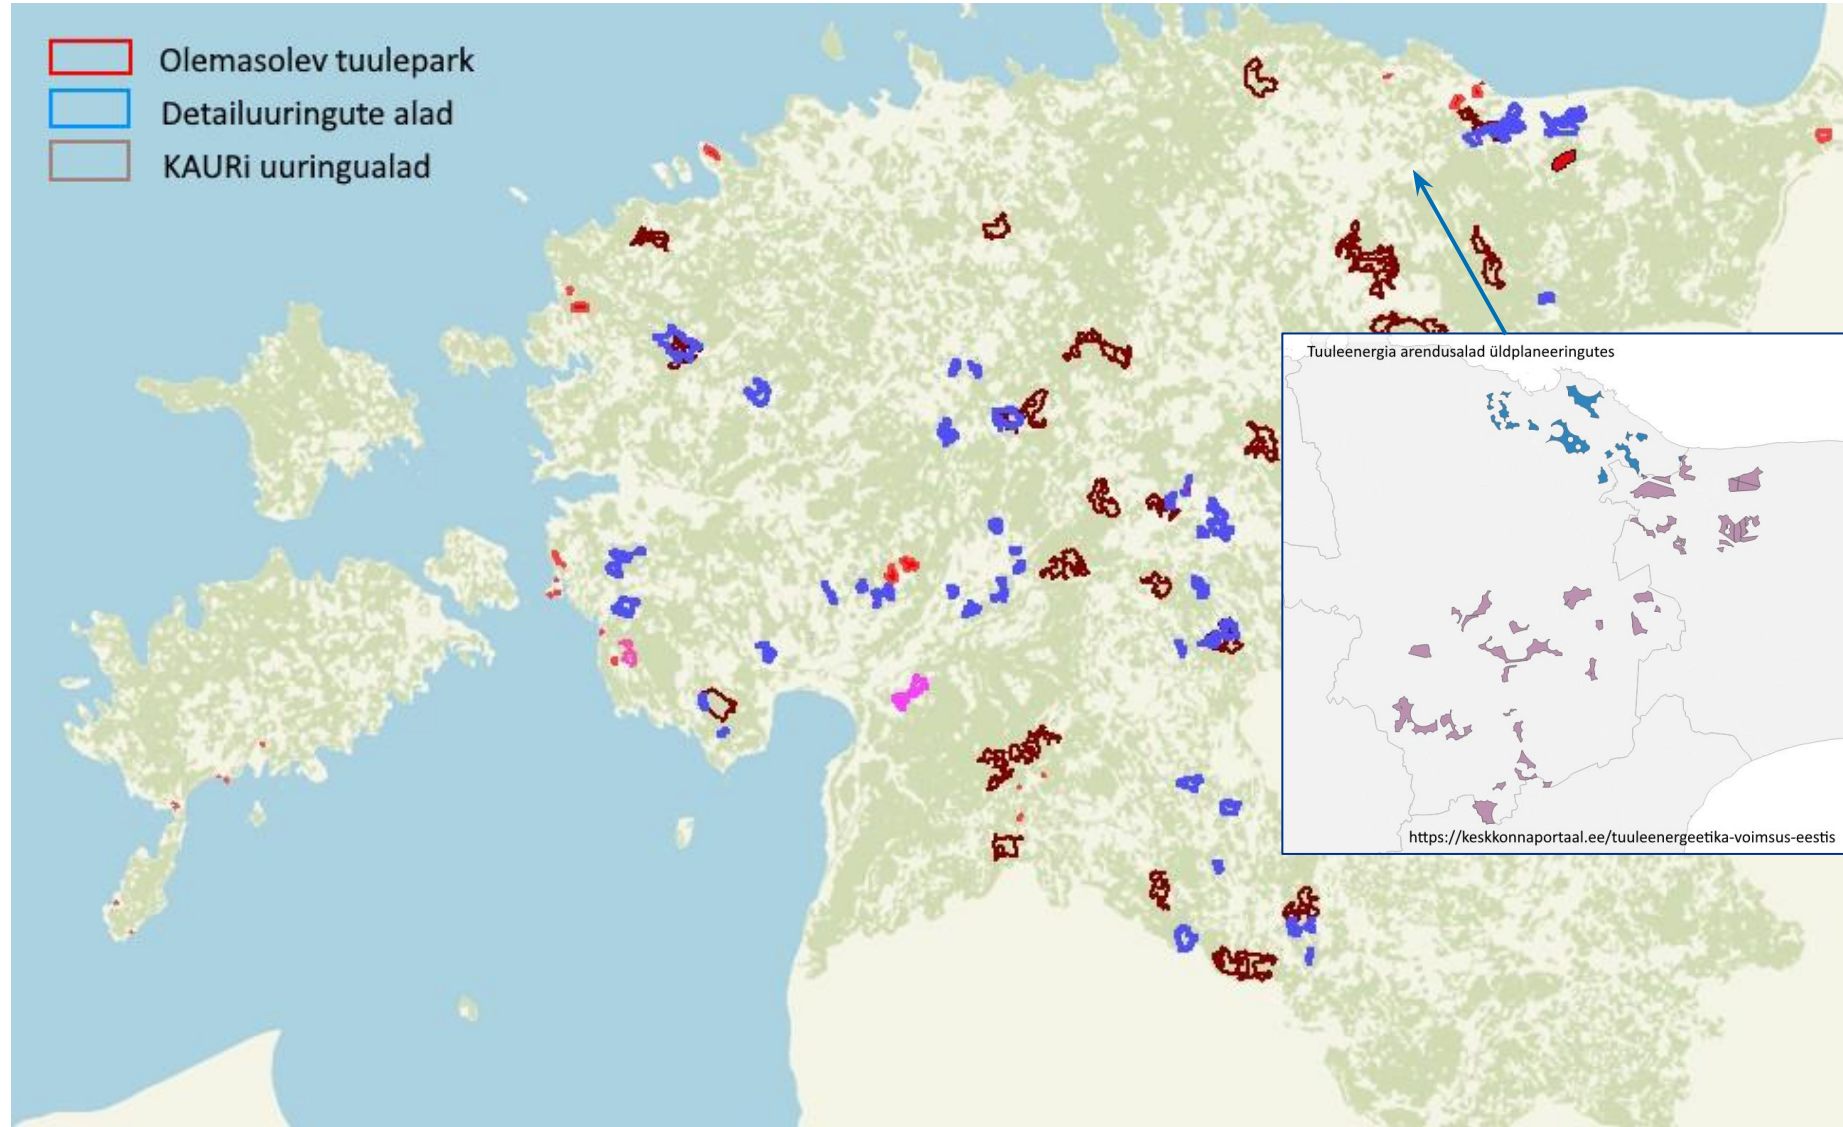 Olemasolev tuulepark
Detailuuringute alad
KAURi uuringualad
Tuuleenergia arendusalad üldplaneeringutes
https://keskkonnaportaal.ee/tuuleenergeetika-voimsus-eestis